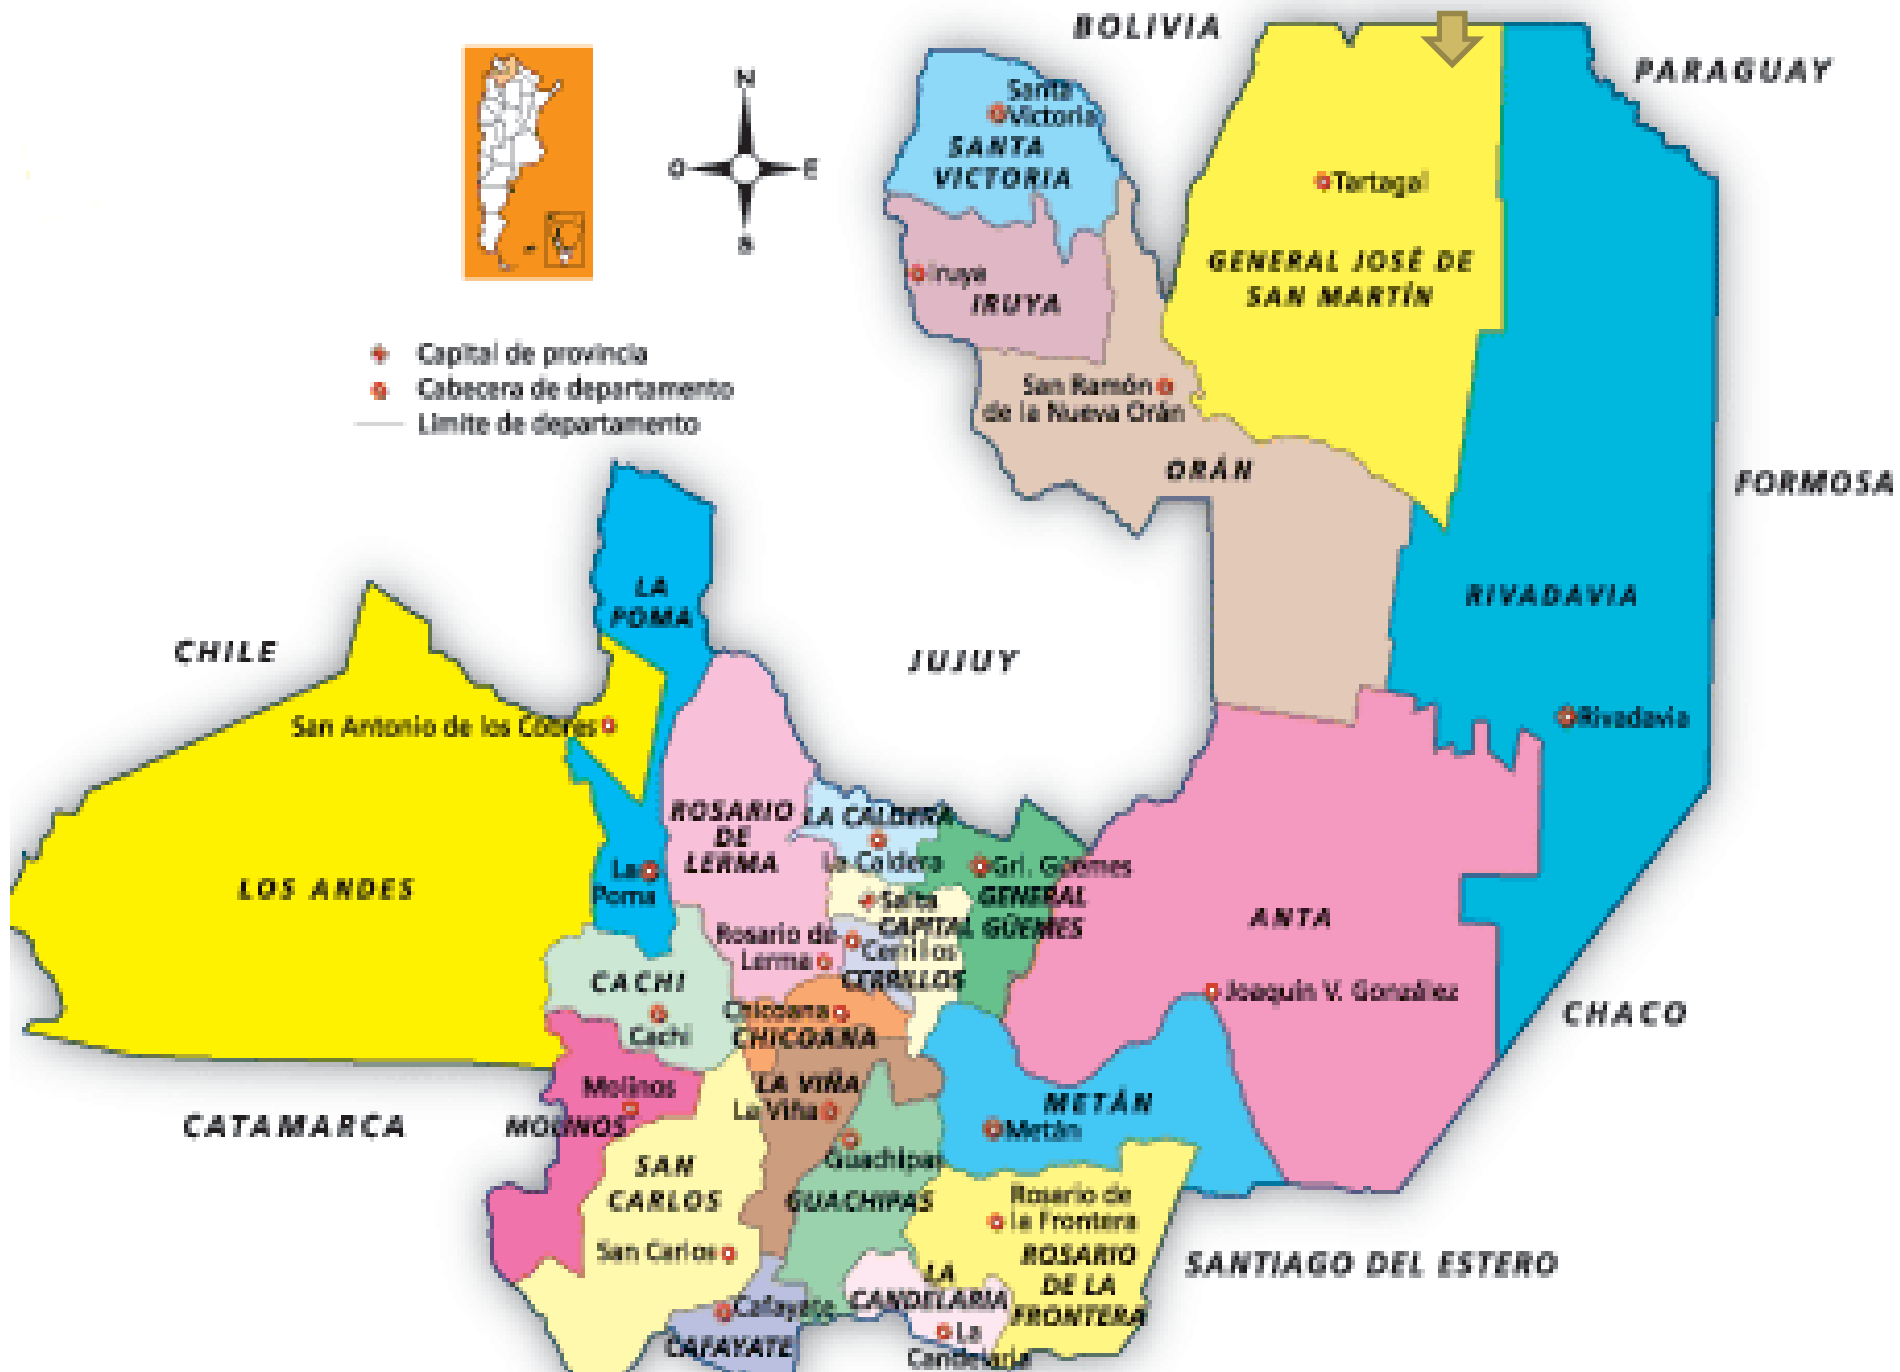 BOLIVIA
PARAGUAY
N
O
E
S
Santa
Victoria
SANTA
VICTORIA
Tartagal
GENERAL JOSÉ DE
SAN MARTÍN
Iruya
IRUYA
Capital de provincia
Cabecera de departamento
Límite de departamento
San Ramón
de la Nueva Orán
ORÁN
FORMOSA
LA
POMA
RIVADAVIA
CHILE
JUJUY
San Antonio de los Cobres
Rivadavia
ROSARIO
DE
LERMA
LA CALDERA
La Caldera
Grl. Güemes
GENERAL
GÜEMES
La
Poma
LOS ANDES
Salta
CAPITAL
ANTA
Rosario de
Lerma
Cerrillos
CERRILLOS
CACHI
Cachi
Joaquín V. González
CHACO
Chicoana
CHICOANA
Molinos
MOLINOS
LA VIÑA
La Viña
METÁN
Metán
CATAMARCA
Guachipas
GUACHIPAS
SAN
CARLOS
San Carlos
Rosario de
la Frontera
ROSARIO
DE LA
FRONTERA
SANTIAGO DEL ESTERO
LA
CANDELARIA
La
Candelaria
Cafayate
CAFAYATE